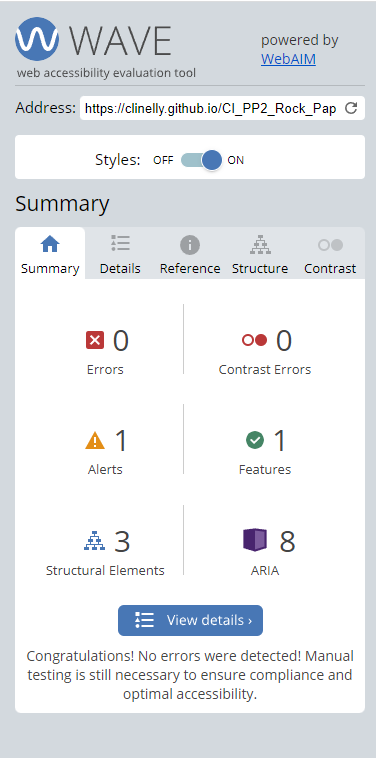 WAVE
web accessibility evaluation tool
powered by
WebAIM
Address: https://clinelly.github.io/CI_PP2_Rock_Pap
Styles: OFF ON
Summary
Summary Details Reference Structure Contrast
0 0
Errors Contrast Errors
1 1
Alerts Features
3 8
Structural Elements ARIA
View details ›
Congratulations! No errors were detected! Manual
testing is still necessary to ensure compliance and
optimal accessibility.